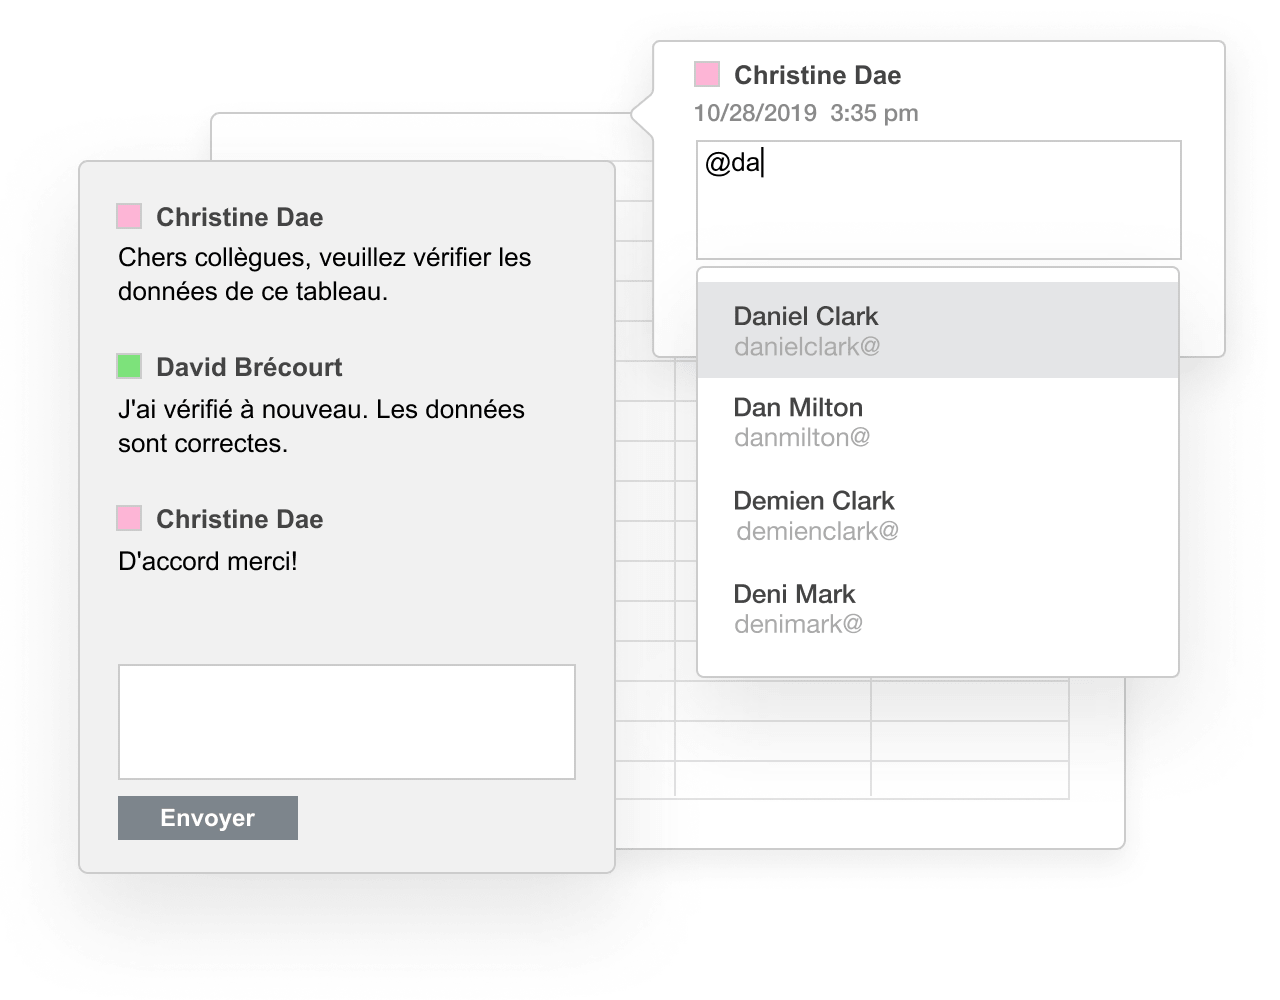 Christine Dae
Chers collègues, veuillez vérifier les
données de ce tableau.
David Brécourt
J'ai vérifié à nouveau. Les données
sont correctes.
Christine Dae
D'accord merci!
Envoyer
Christine Dae
10/28/2019 3:35 pm
@da
Daniel Clark
danielclark@
Dan Milton
danmilton@
Demien Clark
demienclark@
Deni Mark
denimark@